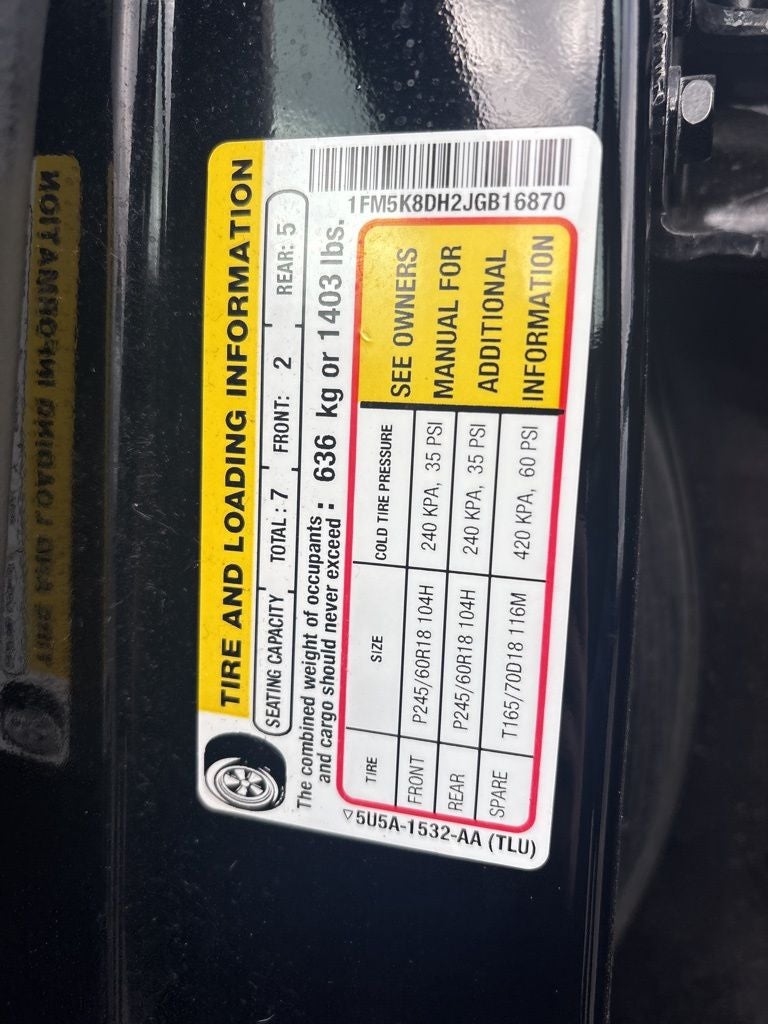 TIRE AND LOADING INFORMATION
SEATING CAPACITY TOTAL: 7 FRONT: 2 REAR: 5
The combined weight of occupants
and cargo should never exceed: 636 kg or 1403 lbs.
TIRE SIZE COLD TIRE PRESSURE
FRONT P245/60R18 104H 240 KPA, 35 PSI
REAR P245/60R18 104H 240 KPA, 35 PSI
SPARE T165/70D18 116M 420 KPA, 60 PSI
SEE OWNERS
MANUAL FOR
ADDITIONAL
INFORMATION
5U5A-1532-AA (TLU)
1FM5K8DH2JGB16870